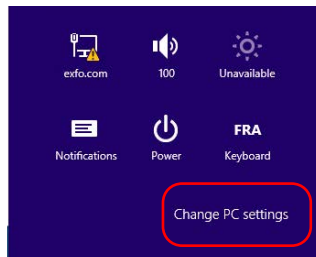 exfo.com 100 Unavailable
FRA
Notifications Power Keyboard
Change PC settings